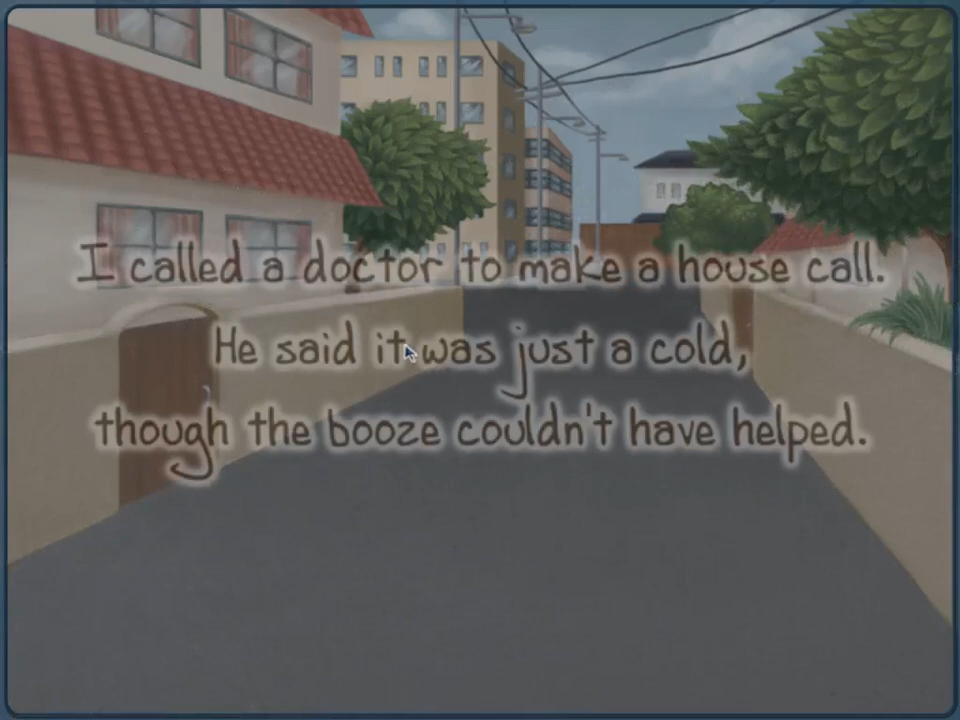 I called a doctor to make a house call.
He said it was just a cold,
though the booze couldn't have helped.